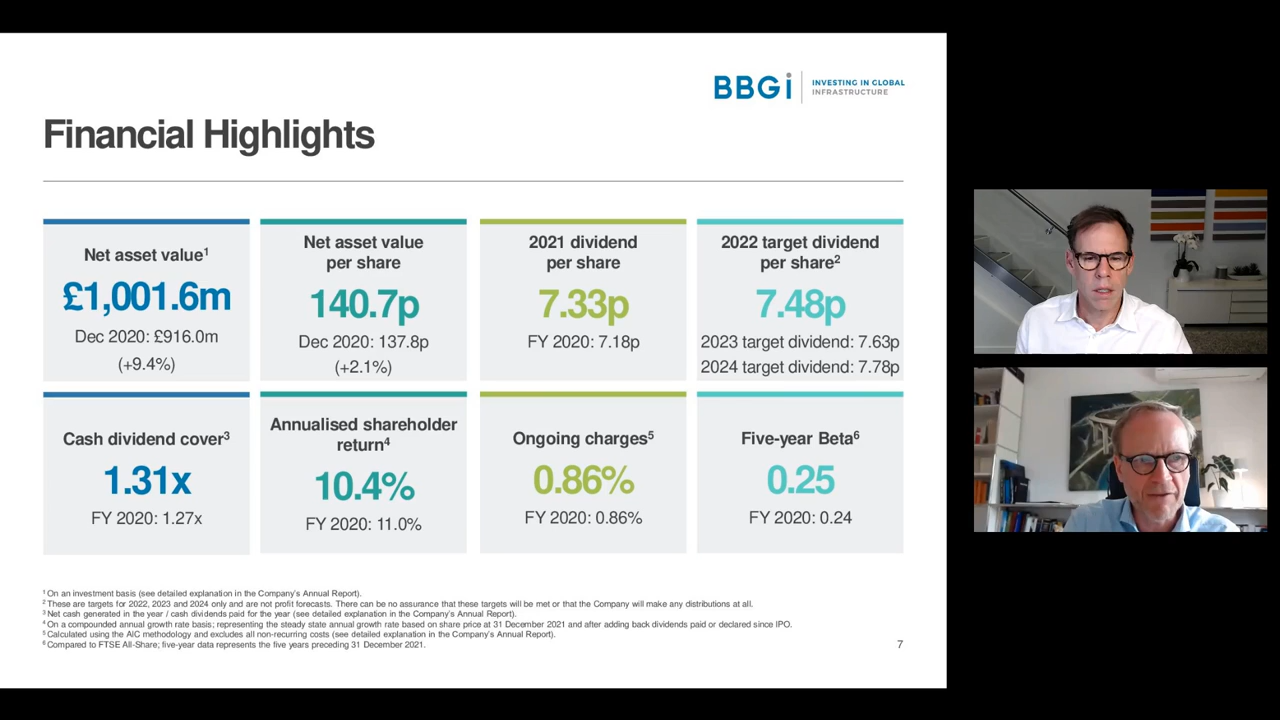 BBGi INVESTING IN GLOBAL
INFRASTRUCTURE
Financial Highlights
Net asset value¹
£1,001.6m
Dec 2020: £916.0m
(+9.4%)
Net asset value
per share
140.7p
Dec 2020: 137.8p
(+2.1%)
2021 dividend
per share
7.33p
FY 2020: 7.18p
2022 target dividend
per share²
7.48p
2023 target dividend: 7.63p
2024 target dividend: 7.78p
Cash dividend cover³
1.31x
FY 2020: 1.27x
Annualised shareholder
return⁴
10.4%
FY 2020: 11.0%
Ongoing charges⁵
0.86%
FY 2020: 0.86%
Five-year Beta⁶
0.25
FY 2020: 0.24
¹ On an investment basis (see detailed explanation in the Company's Annual Report).
² These are targets for 2022, 2023 and 2024 only and are not profit forecasts. There can be no assurance that these targets will be met or that the Company will make any distributions at all.
³ Net cash generated in the year / cash dividends paid for the year (see detailed explanation in the Company's Annual Report).
⁴ On a compounded annual growth rate basis; representing the steady state annual growth rate based on share price at 31 December 2021 and after adding back dividends paid or declared since IPO.
⁵ Calculated using the AIC methodology and excludes all non-recurring costs (see detailed explanation in the Company's Annual Report).
⁶ Compared to FTSE All-Share; five-year data represents the five years preceding 31 December 2021.
7